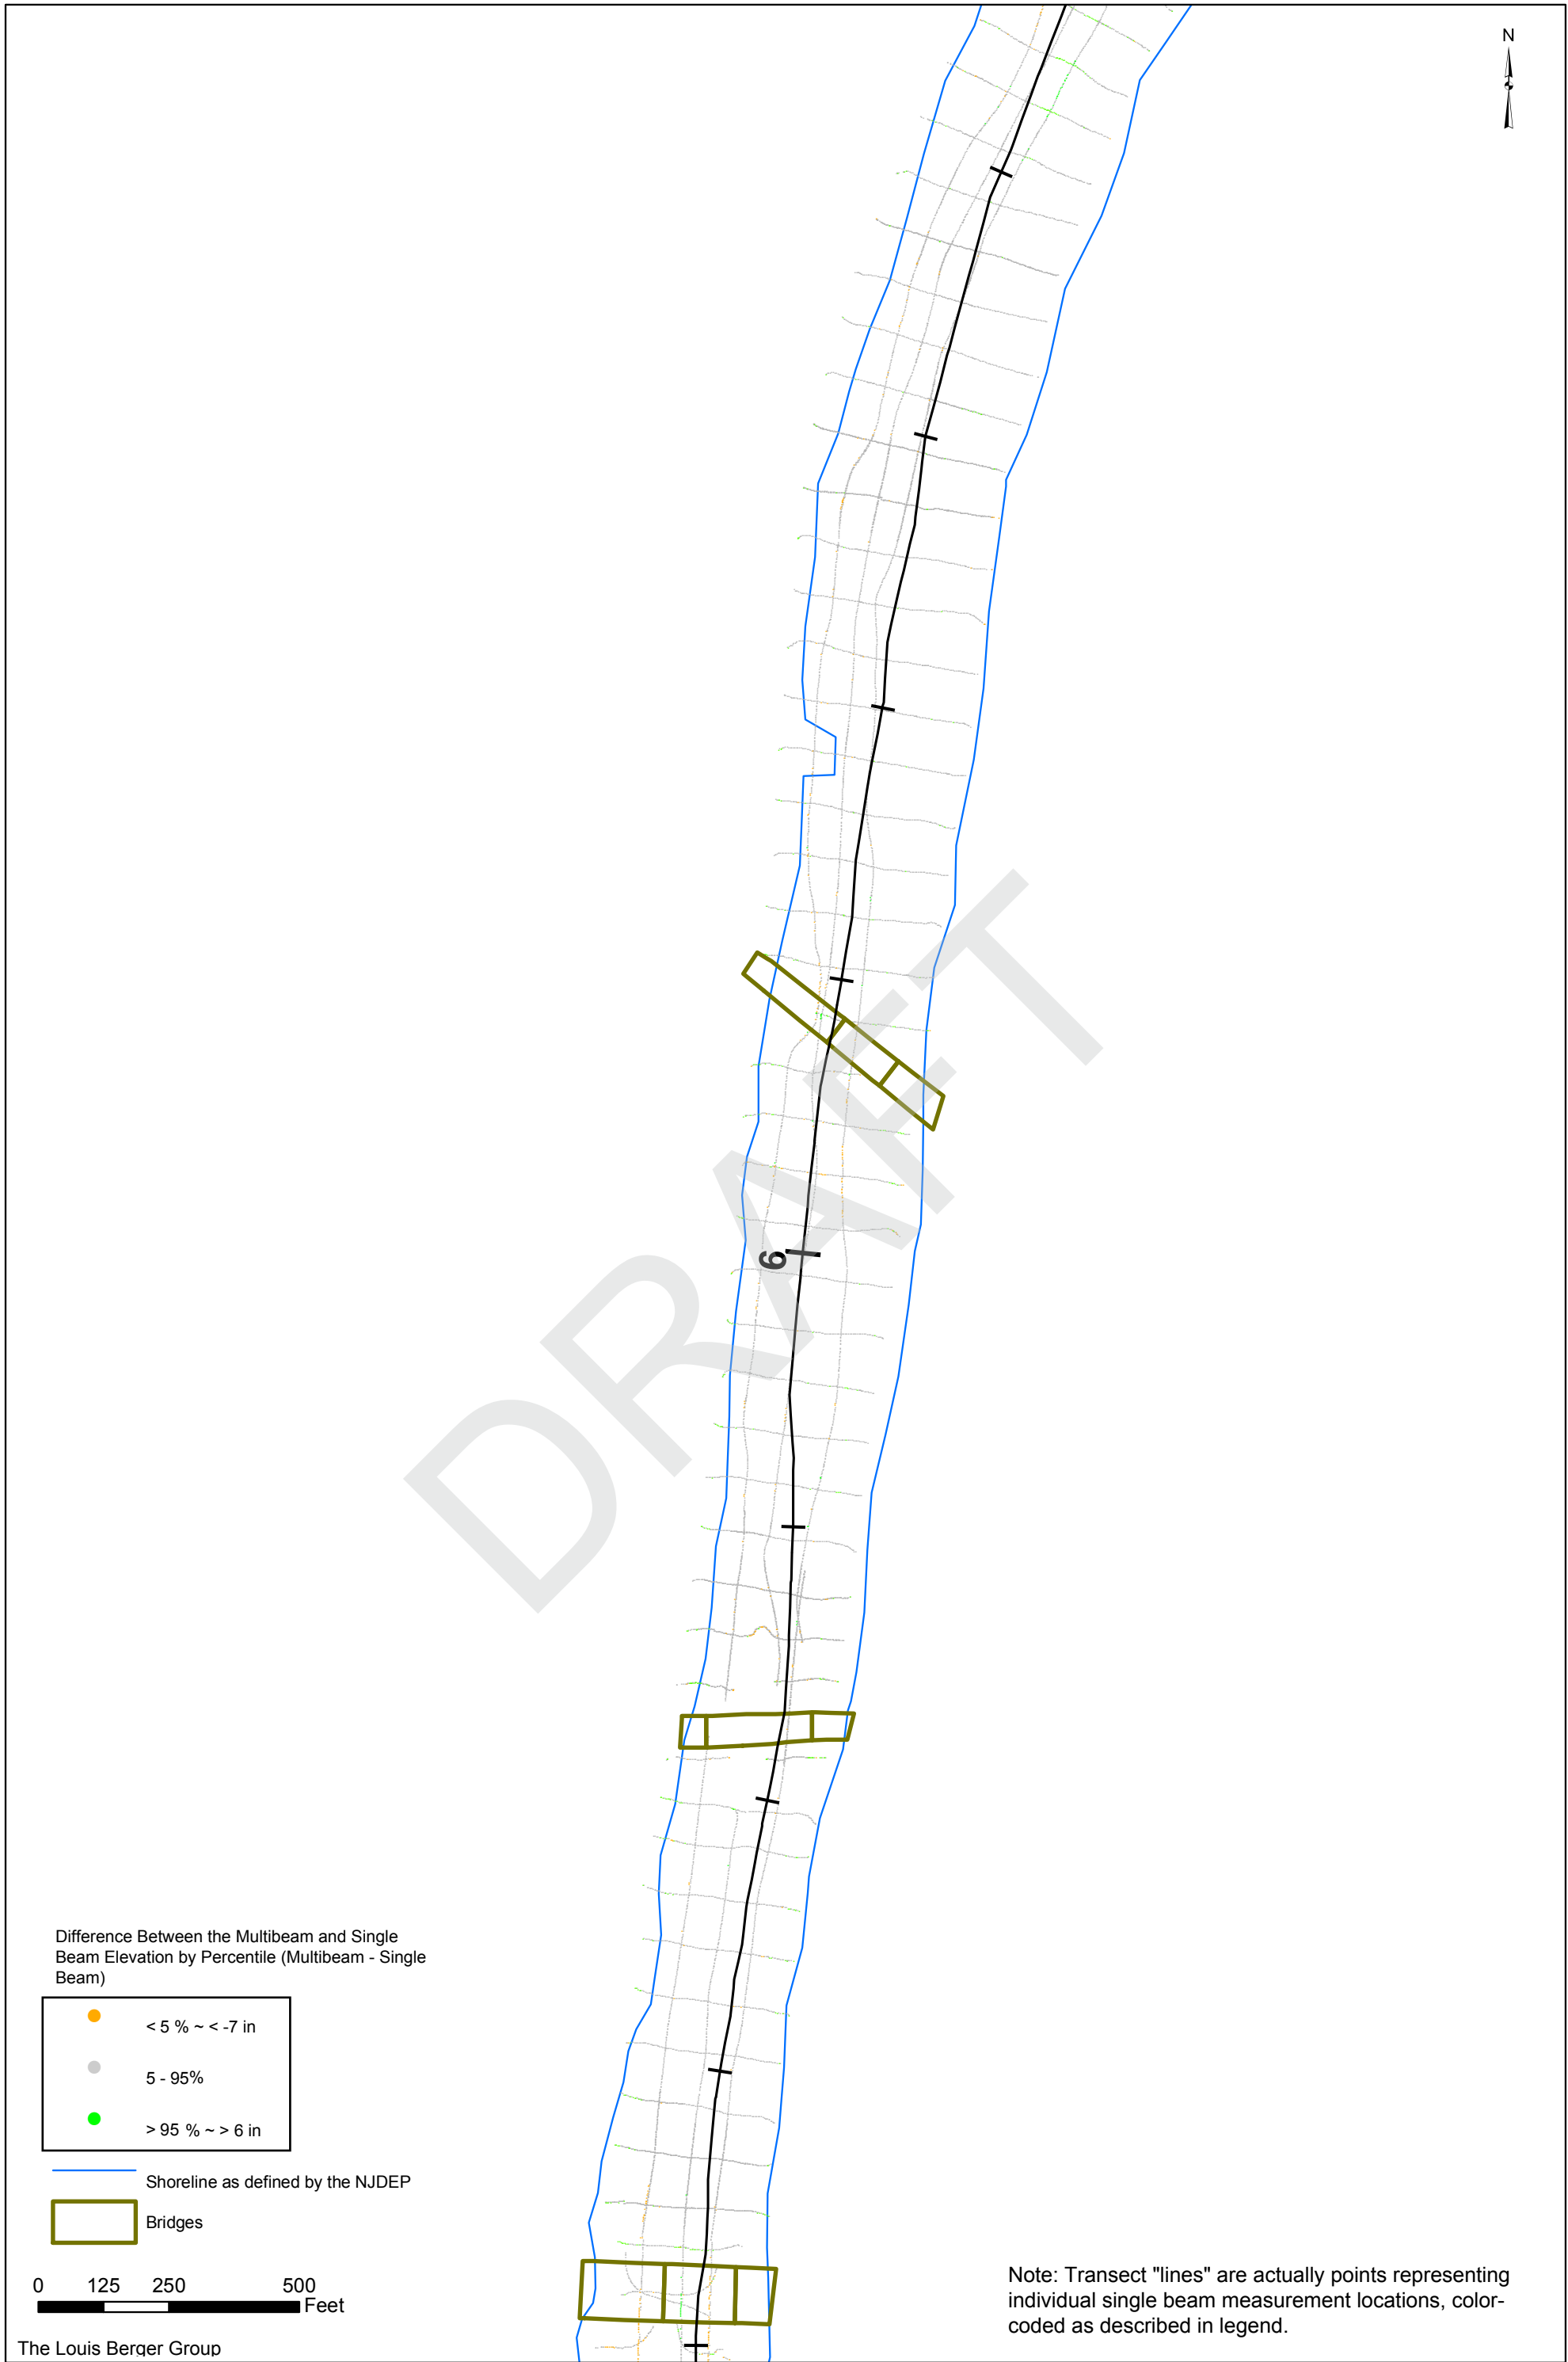 N
DRAFT
6
Difference Between the Multibeam and Single
Beam Elevation by Percentile (Multibeam - Single
Beam)
< 5 % ~ < -7 in
5 - 95%
> 95 % ~ > 6 in
Shoreline as defined by the NJDEP
Bridges
0 125 250 500
Feet
The Louis Berger Group
Note: Transect "lines" are actually points representing
individual single beam measurement locations, color-
coded as described in legend.